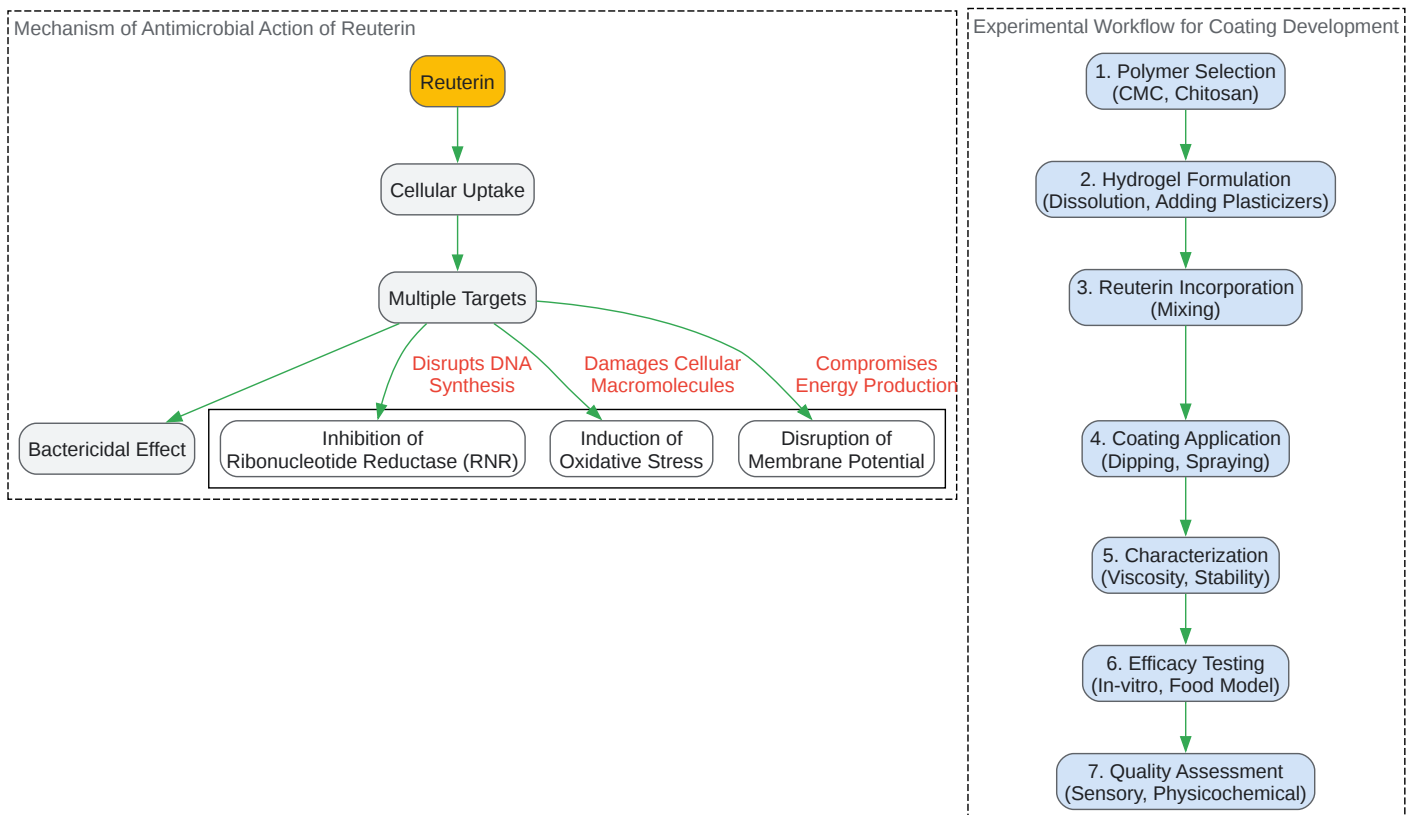 Mechanism of Antimicrobial Action of Reuterin
Reuterin
Cellular Uptake
Multiple Targets
Disrupts DNA
Synthesis
Damages Cellular
Macromolecules
Compromises
Energy Production
Bactericidal Effect
Inhibition of
Ribonucleotide Reductase (RNR)
Induction of
Oxidative Stress
Disruption of
Membrane Potential
Experimental Workflow for Coating Development
1. Polymer Selection
(CMC, Chitosan)
2. Hydrogel Formulation
(Dissolution, Adding Plasticizers)
3. Reuterin Incorporation
(Mixing)
4. Coating Application
(Dipping, Spraying)
5. Characterization
(Viscosity, Stability)
6. Efficacy Testing
(In-vitro, Food Model)
7. Quality Assessment
(Sensory, Physicochemical)